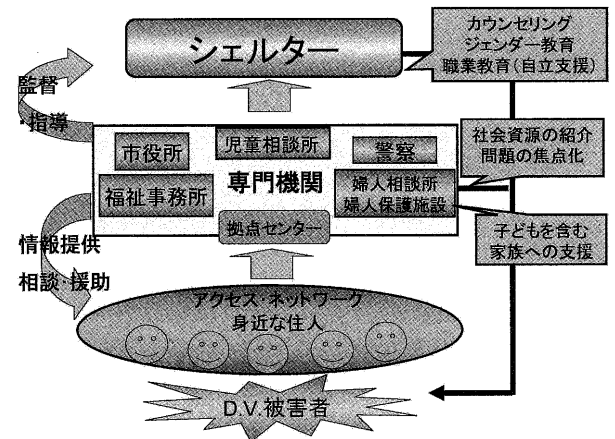 シェルター
カウンセリング
ジェンダー教育
職業教育(自立支援)
監督
・指導
市役所
児童相談所
警察
社会資源の紹介
問題の焦点化
専門機関
福祉事務所
婦人相談所
婦人保護施設
拠点センター
子どもを含む
家族への支援
情報提供
相談・援助
アクセス・ネットワーク
身近な住人
D.V.被害者